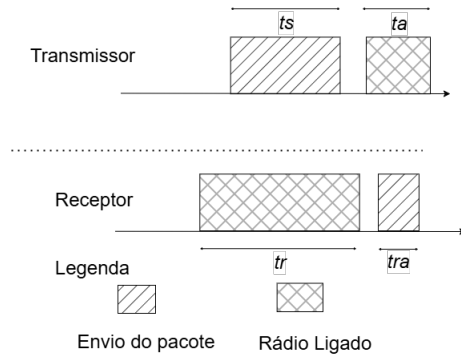 ts
ta
Transmissor
Receptor
tr
tra
Legenda
Envio do pacote
Rádio Ligado